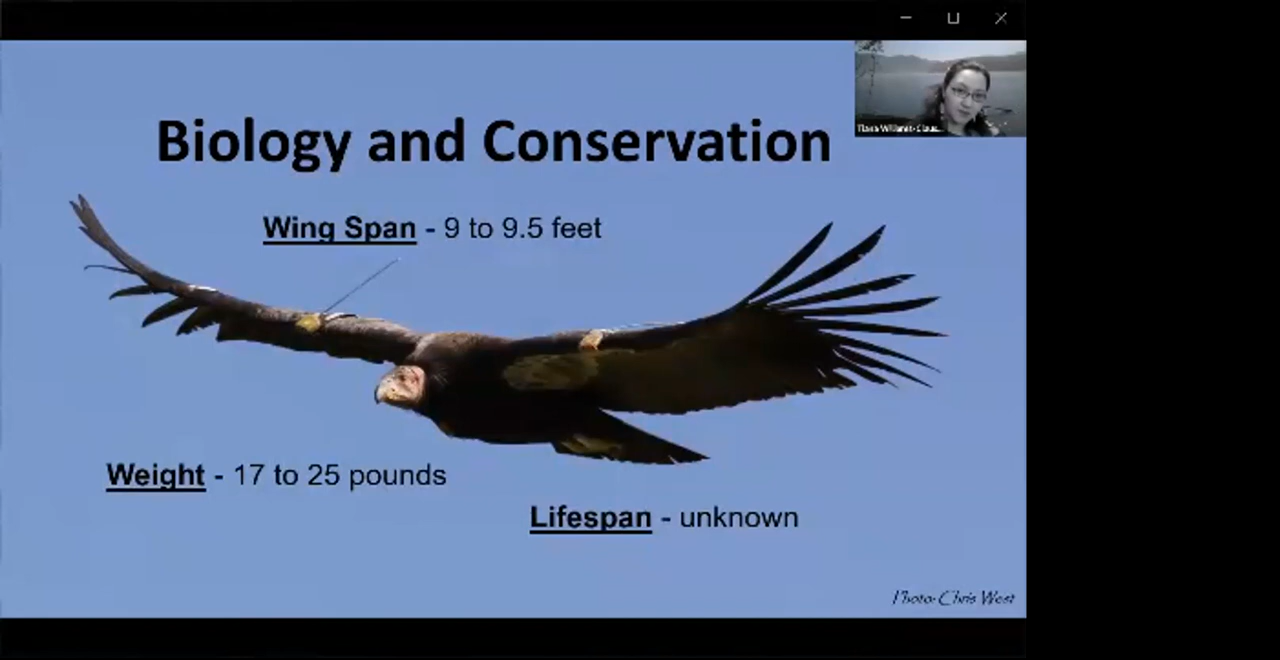 Biology and Conservation
Wing Span - 9 to 9.5 feet
Weight - 17 to 25 pounds
Lifespan - unknown
Photo: Chris West